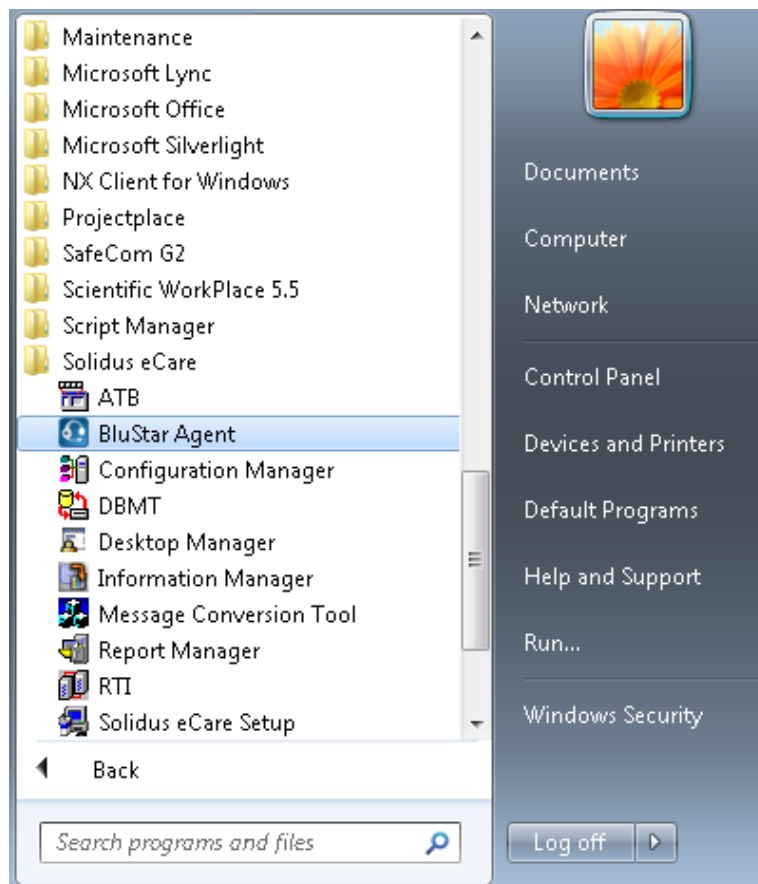 Maintenance
Microsoft Lync
Microsoft Office
Microsoft Silverlight
NX Client for Windows
Projectplace
SafeCom G2
Scientific WorkPlace 5.5
Script Manager
Solidus eCare
ATB
BluStar Agent
Configuration Manager
DBMT
Desktop Manager
Information Manager
Message Conversion Tool
Report Manager
RTI
Solidus eCare Setup
Back
Search programs and files
Documents
Computer
Network
Control Panel
Devices and Printers
Default Programs
Help and Support
Run...
Windows Security
Log off